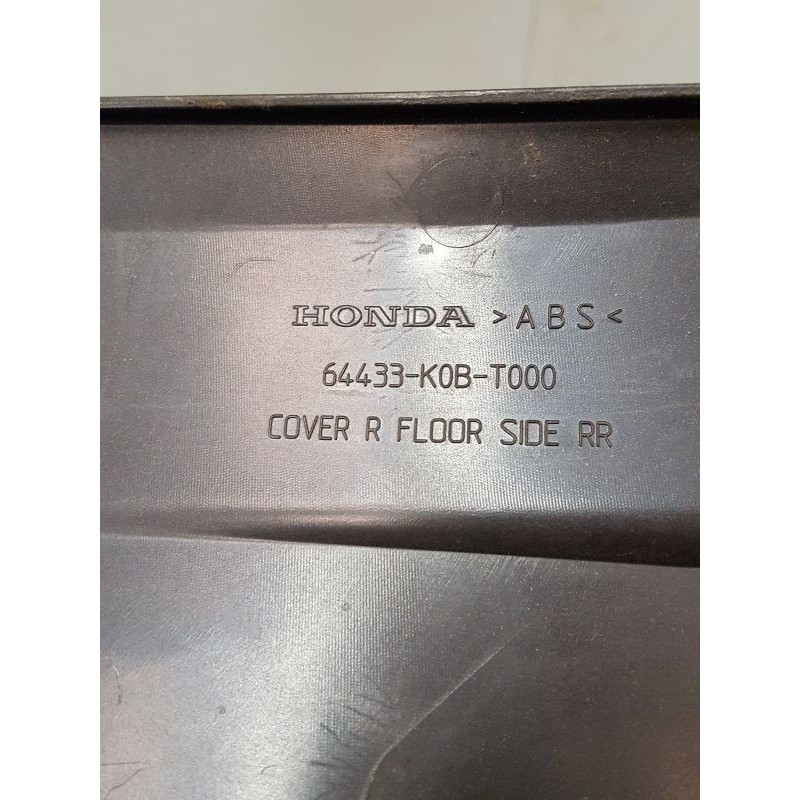 HONDA >ABS<
64433-K0B-T000
COVER R FLOOR SIDE RR